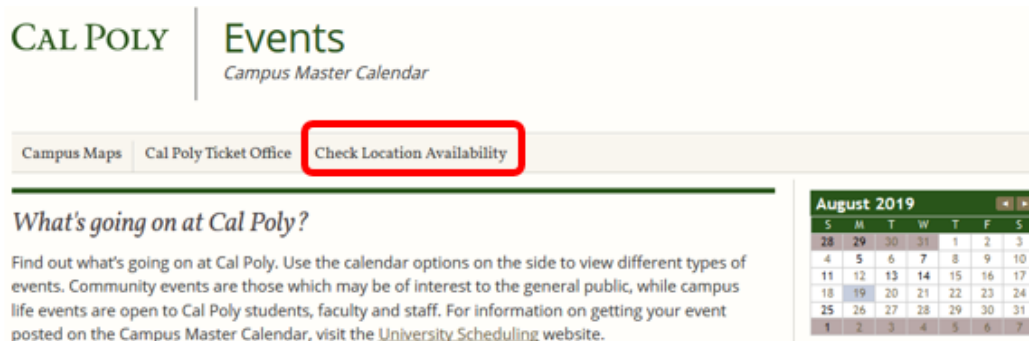 CAL POLY
Events
Campus Master Calendar
Campus Maps Cal Poly Ticket Office Check Location Availability
What's going on at Cal Poly?
Find out what's going on at Cal Poly. Use the calendar options on the side to view different types of
events. Community events are those which may be of interest to the general public, while campus
life events are open to Cal Poly students, faculty and staff. For information on getting your event
posted on the Campus Master Calendar, visit the University Scheduling website.
August 2019
S M T W T F S
28 29 30 31 1 2 3
4 5 6 7 8 9 10
11 12 13 14 15 16 17
18 19 20 21 22 23 24
25 26 27 28 29 30 31
1 2 3 4 5 6 7